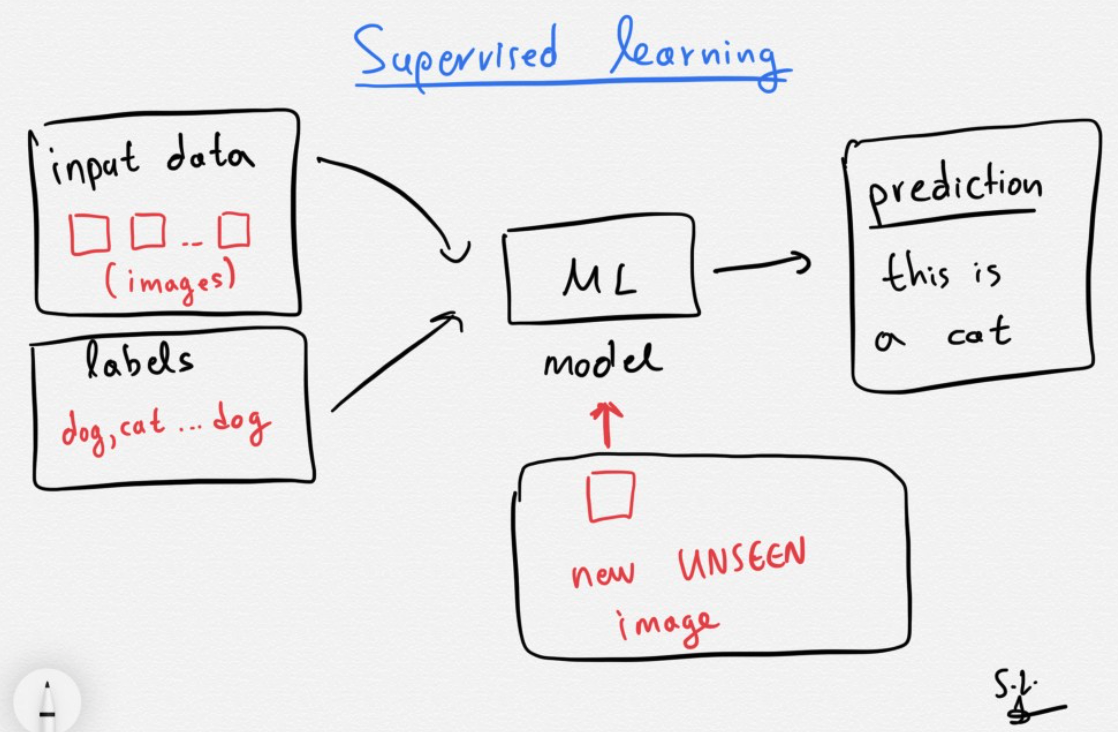 Supervised learning
input data
(images)
labels
dog, cat ... dog
ML
model
prediction
this is
a cat
new UNSEEN
image
S.L.